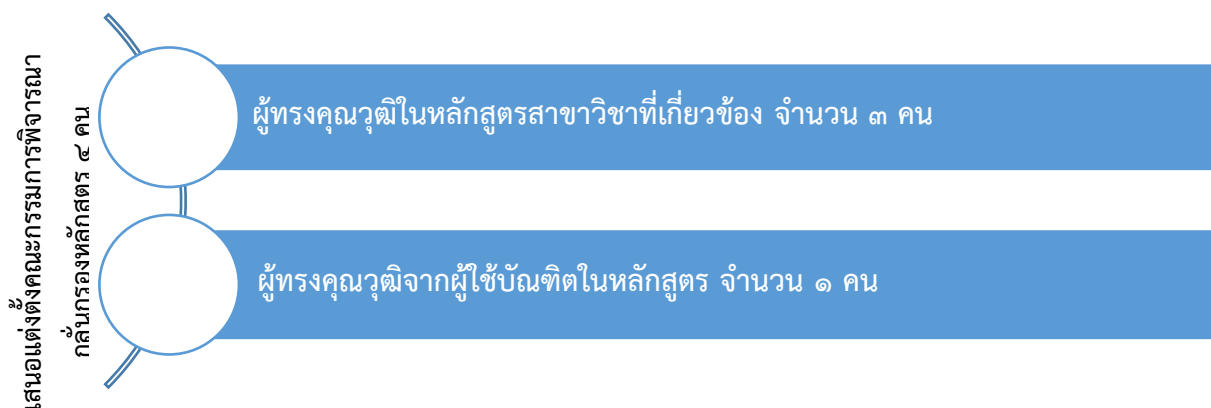 เสนอแต่งตั้งคณะกรรมการพิจารณา
กลั่นกรองหลักสูตร ๔ คน
ผู้ทรงคุณวุฒิในหลักสูตรสาขาวิชาที่เกี่ยวข้อง จำนวน ๓ คน
ผู้ทรงคุณวุฒิจากผู้ใช้บัณฑิตในหลักสูตร จำนวน ๑ คน